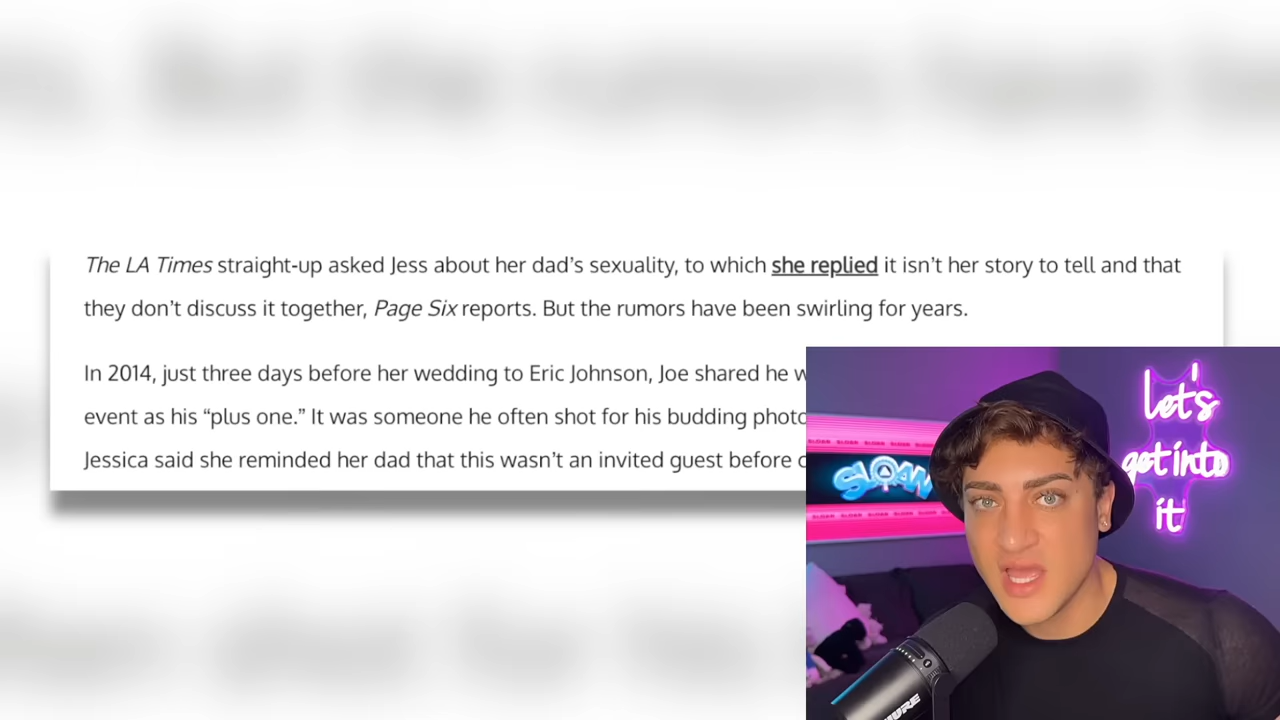 The LA Times straight-up asked Jess about her dad’s sexuality, to which she replied it isn’t her story to tell and that
they don’t discuss it together, Page Six reports. But the rumors have been swirling for years.
In 2014, just three days before her wedding to Eric Johnson, Joe shared he
event as his “plus one.” It was someone he often shot for his budding
Jessica said she reminded her dad that this wasn’t an invited guest before
let's
get into
it
SLOAN
SHURE